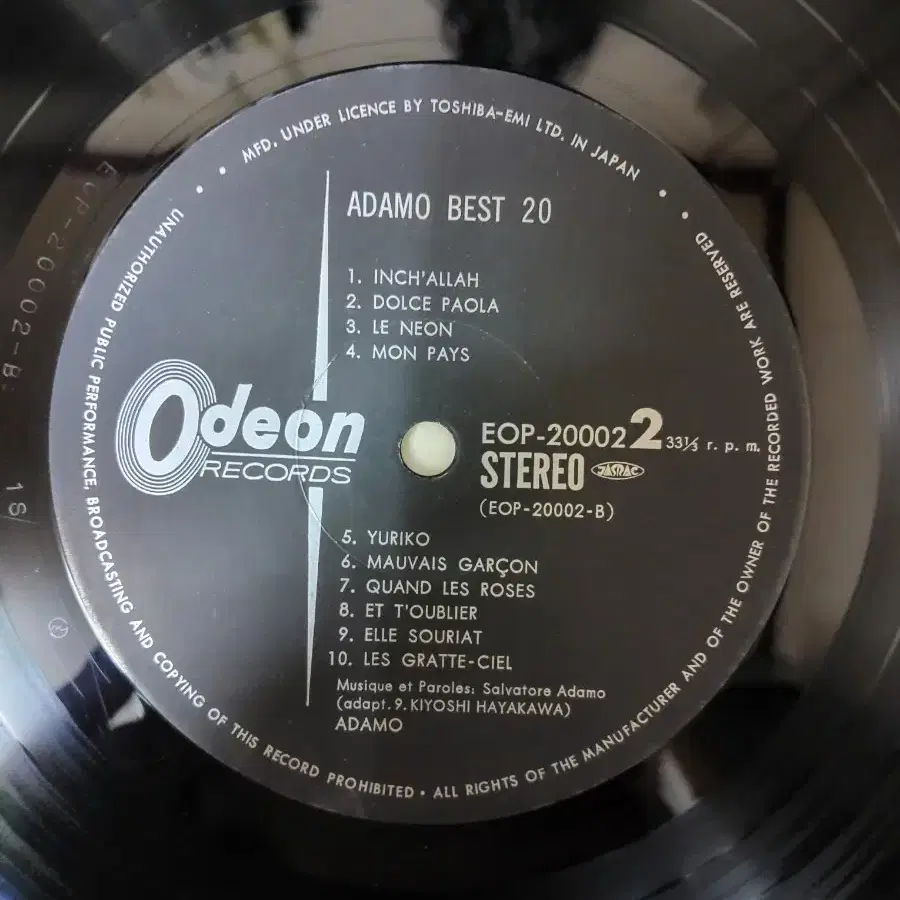 MFD. UNDER LICENCE BY TOSHIBA-EMI LTD. IN JAPAN
ADAMO BEST 20
1. INCH'ALLAH
2. DOLCE PAOLA
3. LE NEON
4. MON PAYS
Odeon
RECORDS
EOP-20002 2 33⅓ r. p. m.
STEREO JASRAC
(EOP-20002-B)
5. YURIKO
6. MAUVAIS GARÇON
7. QUAND LES ROSES
8. ET T'OUBLIER
9. ELLE SOURIAT
10. LES GRATTE-CIEL
Musique et Paroles: Salvatore Adamo
(adapt. 9. KIYOSHI HAYAKAWA)
ADAMO
UNAUTHORIZED PUBLIC PERFORMANCE, BROADCASTING AND COPYING OF THIS RECORD PROHIBITED • ALL RIGHTS OF THE MANUFACTURER AND OF THE OWNER OF THE RECORDED WORK ARE RESERVED
EOP-20002-B